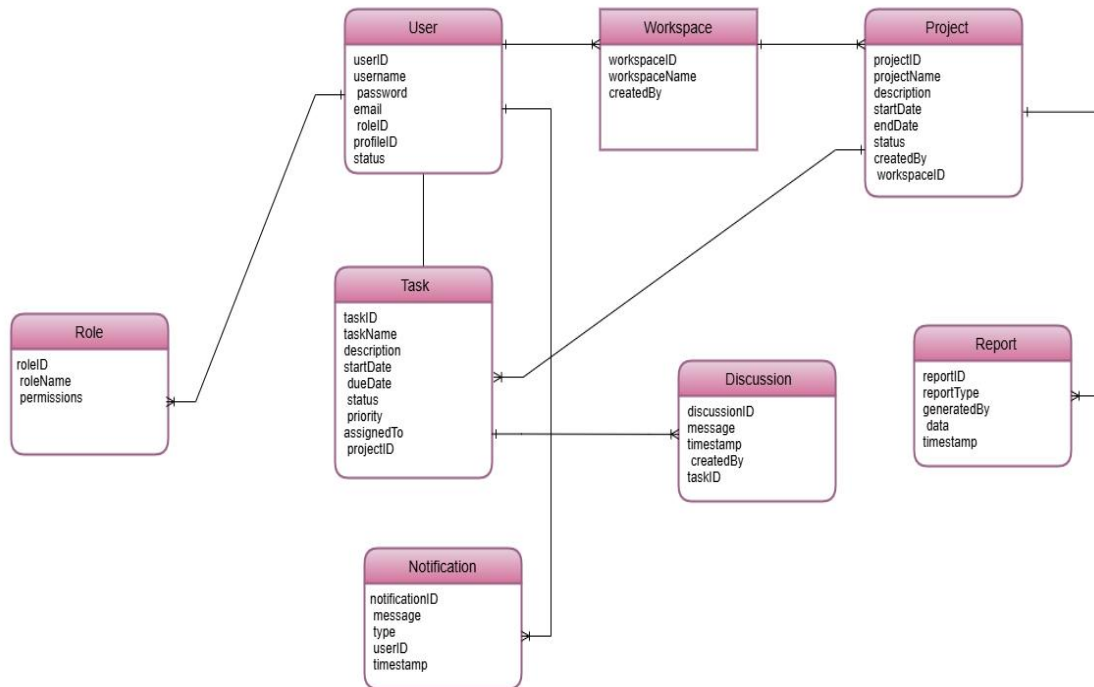 User
userID
username
password
email
roleID
profileID
status
Workspace
workspaceID
workspaceName
createdBy
Project
projectID
projectName
description
startDate
endDate
status
createdBy
workspaceID
Role
roleID
roleName
permissions
Task
taskID
taskName
description
startDate
dueDate
status
priority
assignedTo
projectID
Discussion
discussionID
message
timestamp
createdBy
taskID
Report
reportID
reportType
generatedBy
data
timestamp
Notification
notificationID
message
type
userID
timestamp